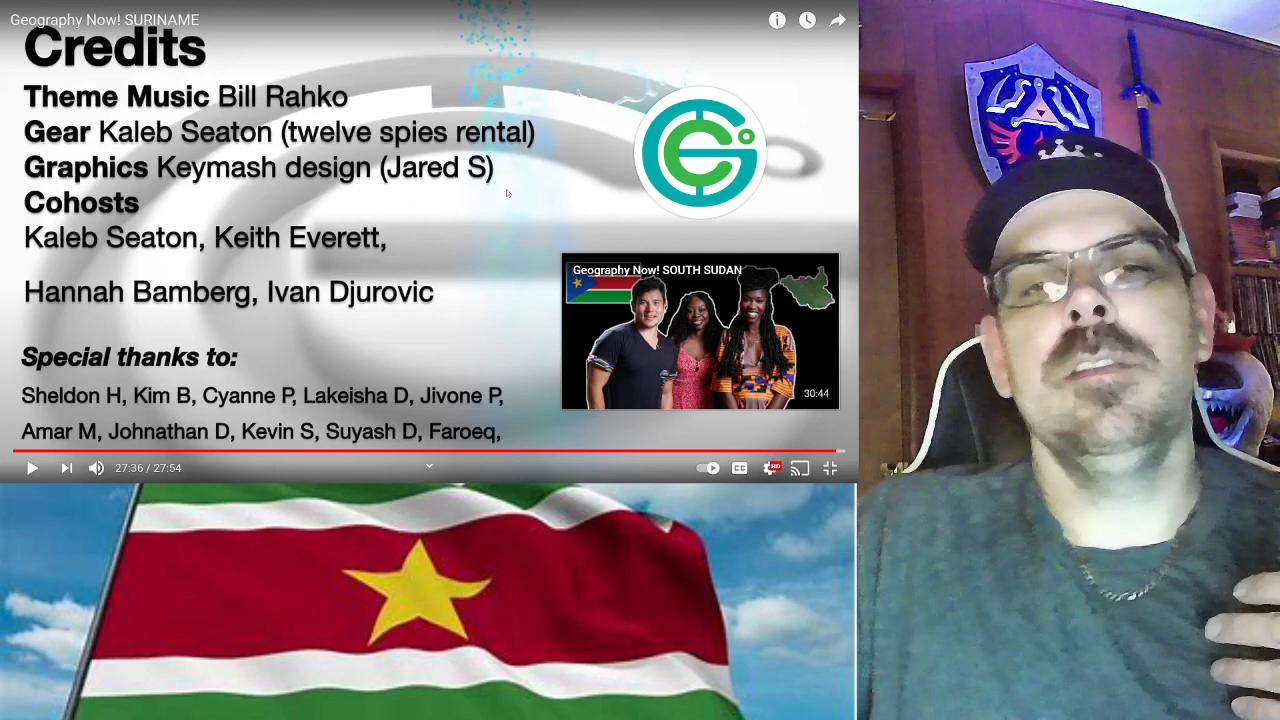 Geography Now! SURINAME
Credits
Theme Music Bill Rahko
Gear Kaleb Seaton (twelve spies rental)
Graphics Keymash design (Jared S)
Cohosts
Kaleb Seaton, Keith Everett,
Hannah Bamberg, Ivan Djurovic
Special thanks to:
Sheldon H, Kim B, Cyanne P, Lakeisha D, Jivone P,
Amar M, Johnathan D, Kevin S, Suyash D, Faroeq,
Geography Now! SOUTH SUDAN
30:44
27:36 / 27:54
CC
HD